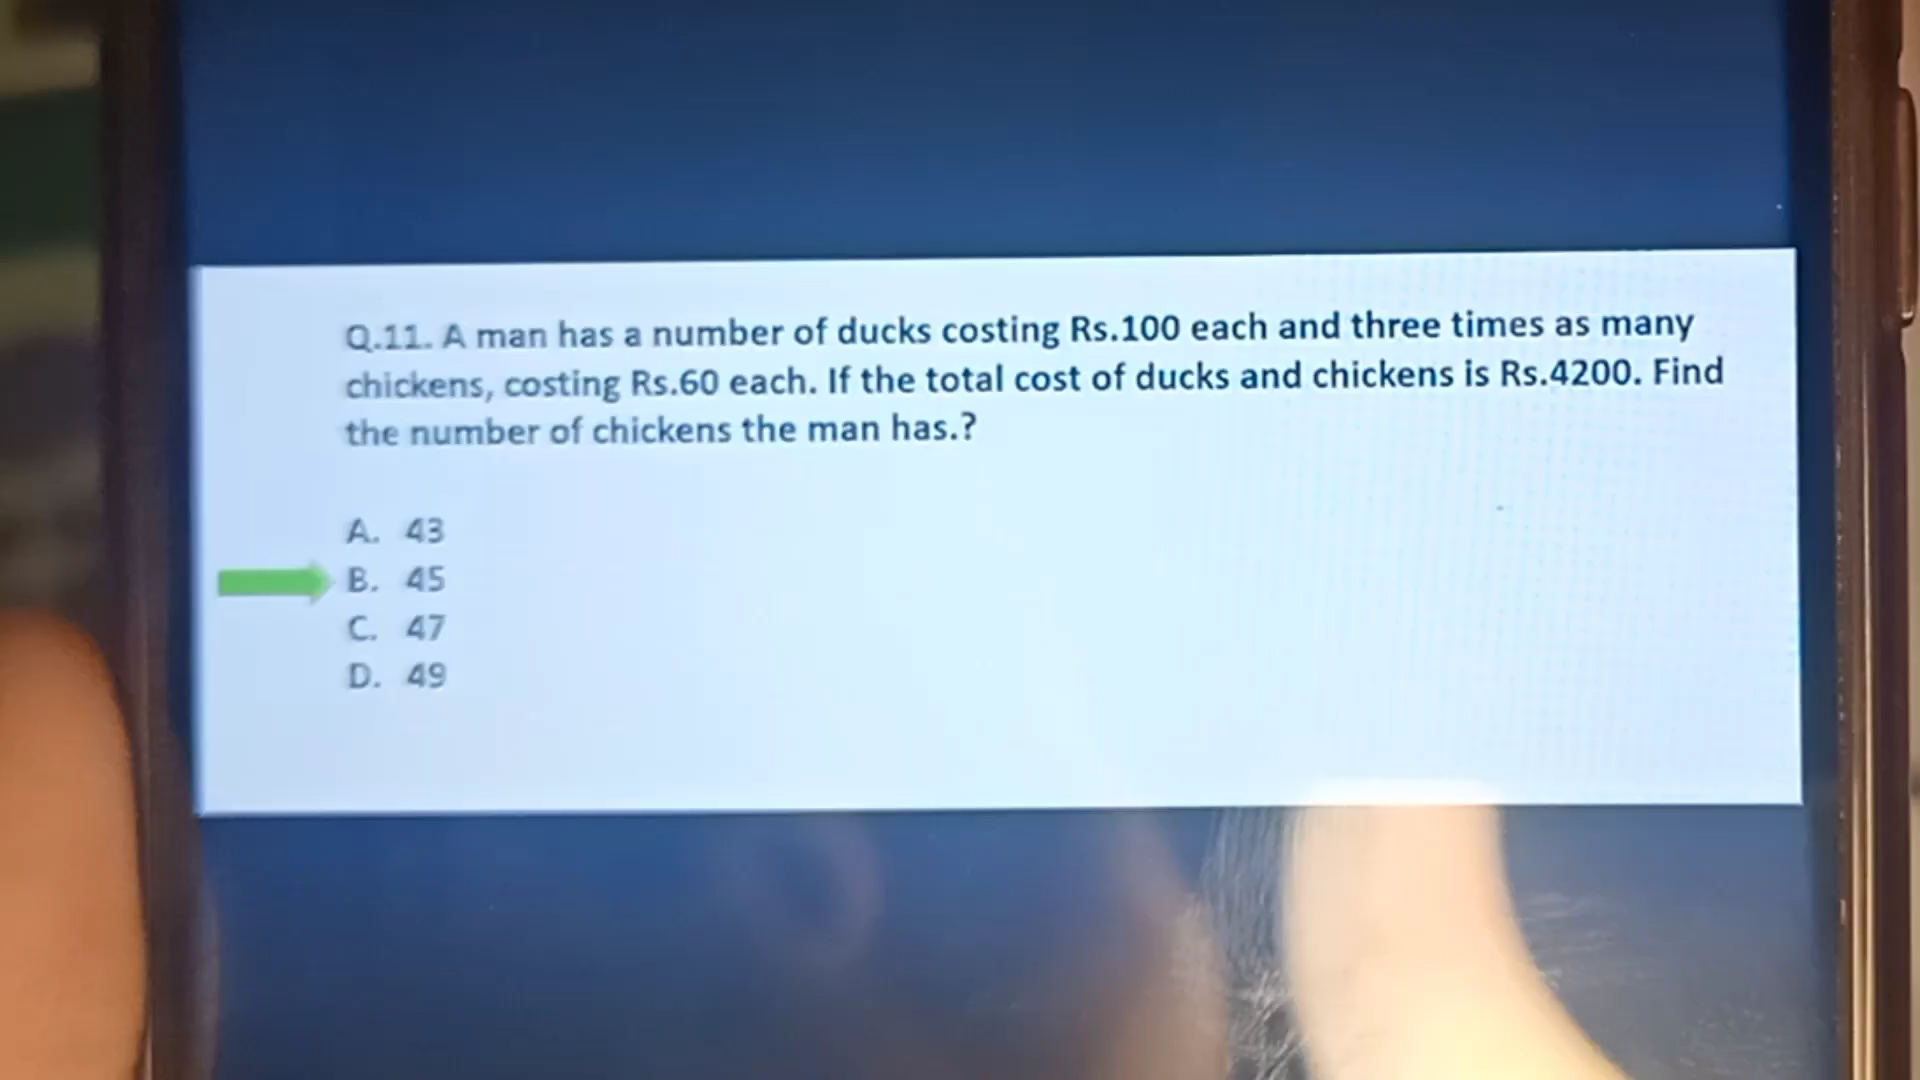 Q.11. A man has a number of ducks costing Rs.100 each and three times as many
chickens, costing Rs.60 each. If the total cost of ducks and chickens is Rs.4200. Find
the number of chickens the man has.?
A. 43
B. 45
C. 47
D. 49